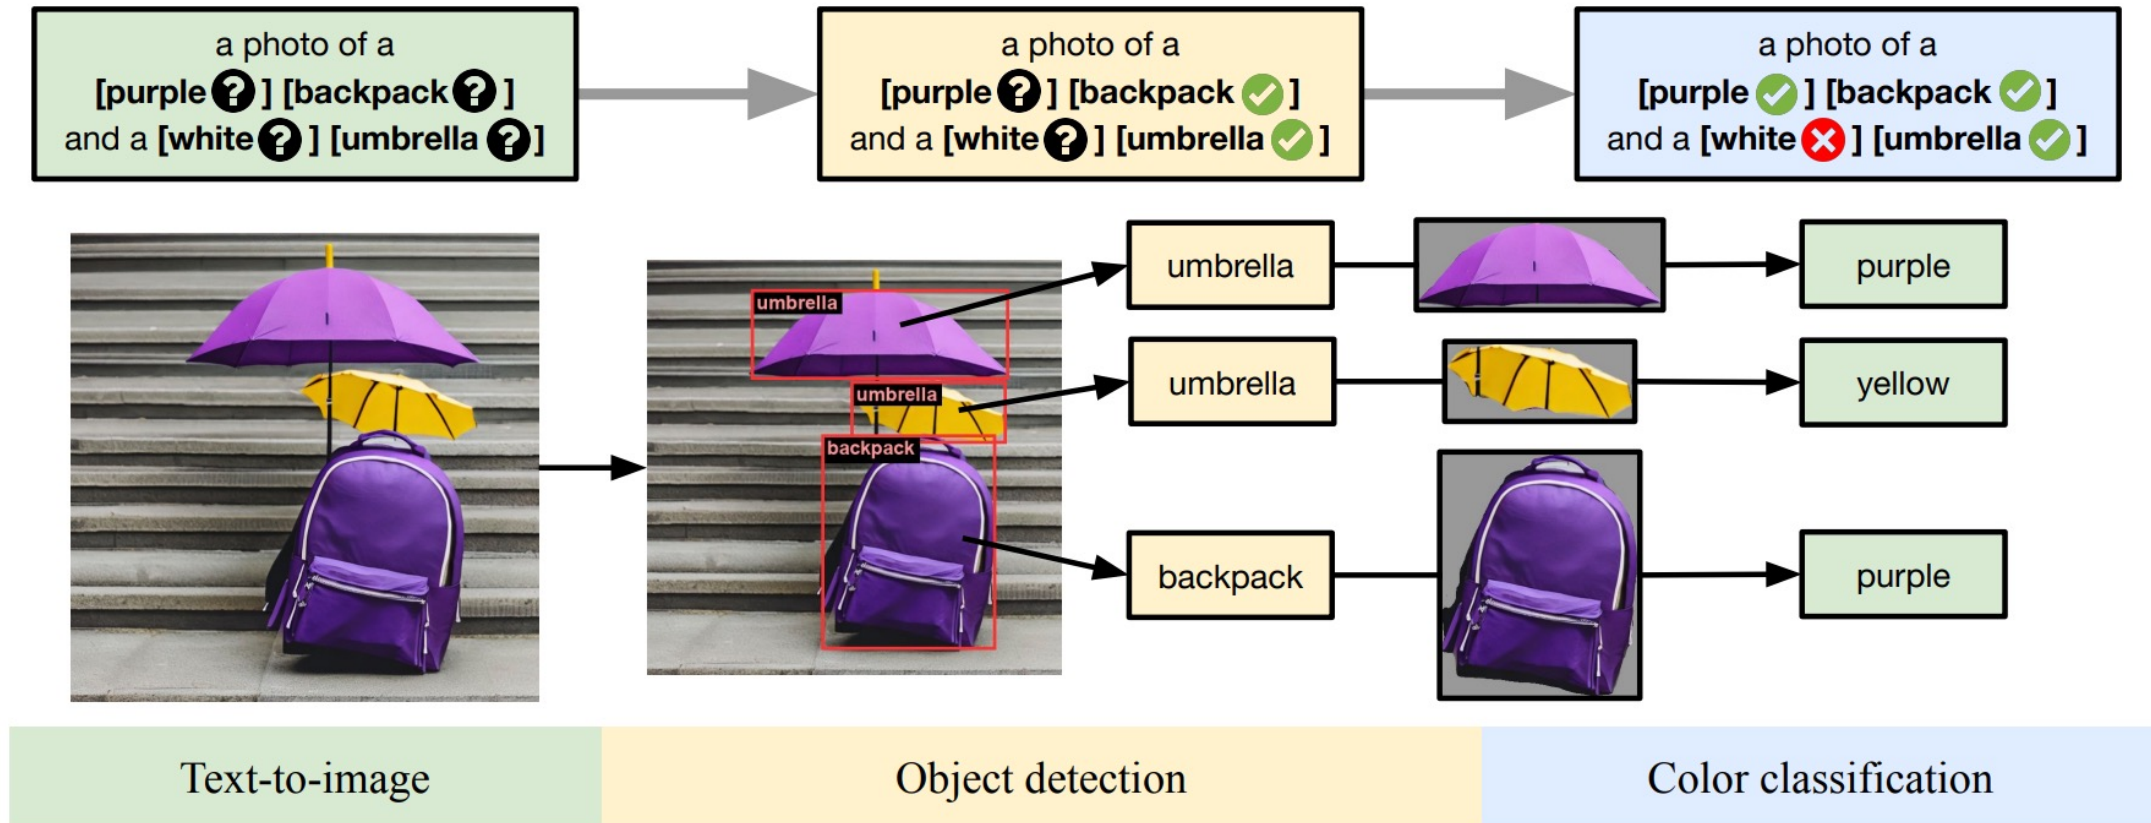 a photo of a
[purple ? ] [backpack ? ]
and a [white ? ] [umbrella ? ]
a photo of a
[purple ? ] [backpack ✓ ]
and a [white ? ] [umbrella ✓ ]
a photo of a
[purple ✓ ] [backpack ✓ ]
and a [white ✕ ] [umbrella ✓ ]
umbrella
umbrella
backpack
umbrella
purple
umbrella
yellow
backpack
purple
Text-to-image
Object detection
Color classification